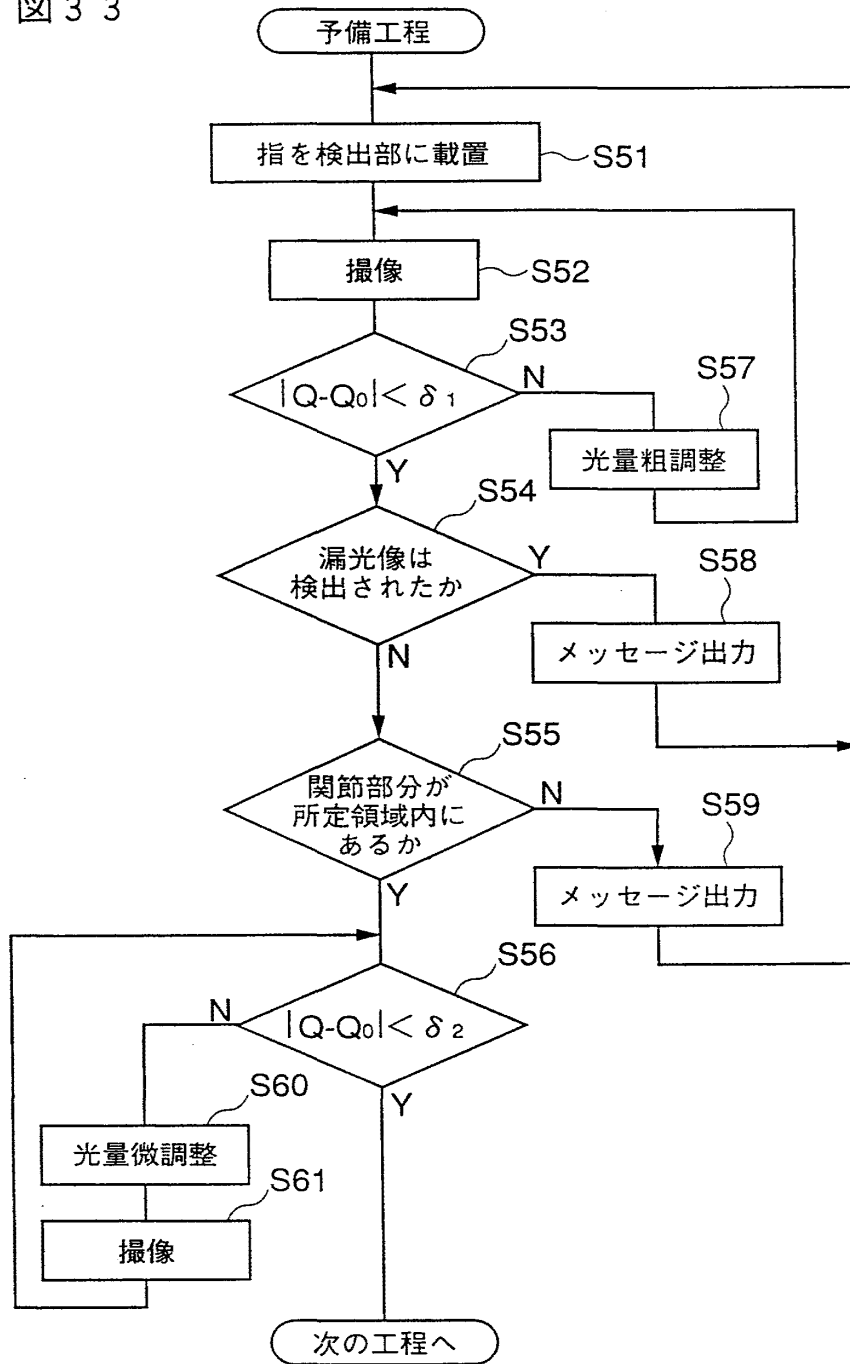 図33
予備工程
指を検出部に載置
S51
撮像
S52
S53
|Q-Q₀|< δ₁
N
Y
S57
光量粗調整
S54
漏光像は
検出されたか
Y
N
S58
メッセージ出力
S55
関節部分が
所定領域内に
あるか
N
Y
S59
メッセージ出力
S56
|Q-Q₀|< δ₂
N
Y
S60
光量微調整
S61
撮像
次の工程へ